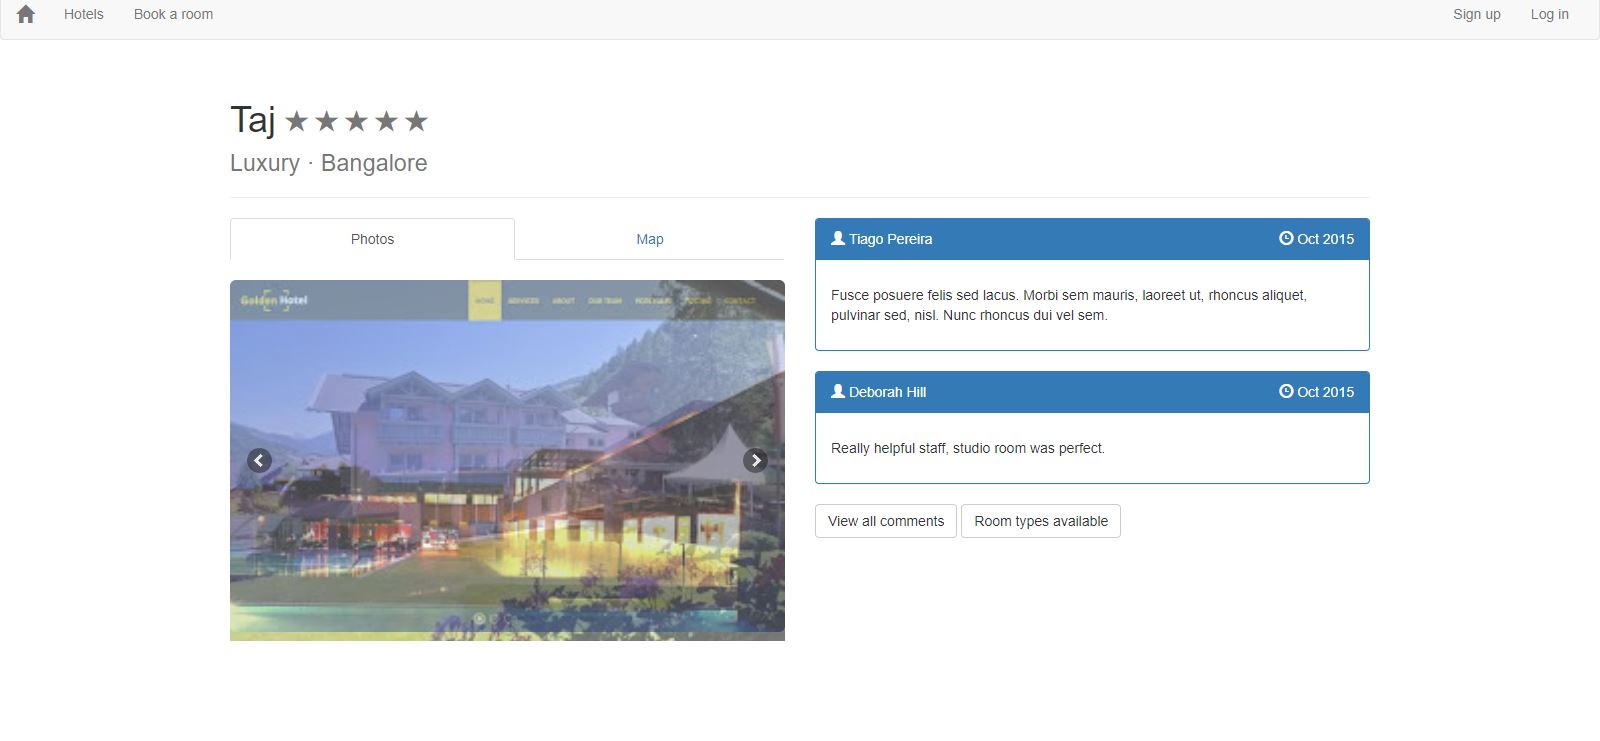 Hotels Book a room Sign up Log in
Taj
Luxury · Bangalore
Photos Map
Golden Hotel
HOME SERVICES ABOUT OUR TEAM CONTACT
Tiago Pereira Oct 2015
Fusce posuere felis sed lacus. Morbi sem mauris, laoreet ut, rhoncus aliquet,
pulvinar sed, nisl. Nunc rhoncus dui vel sem.
Deborah Hill Oct 2015
Really helpful staff, studio room was perfect.
View all comments Room types available